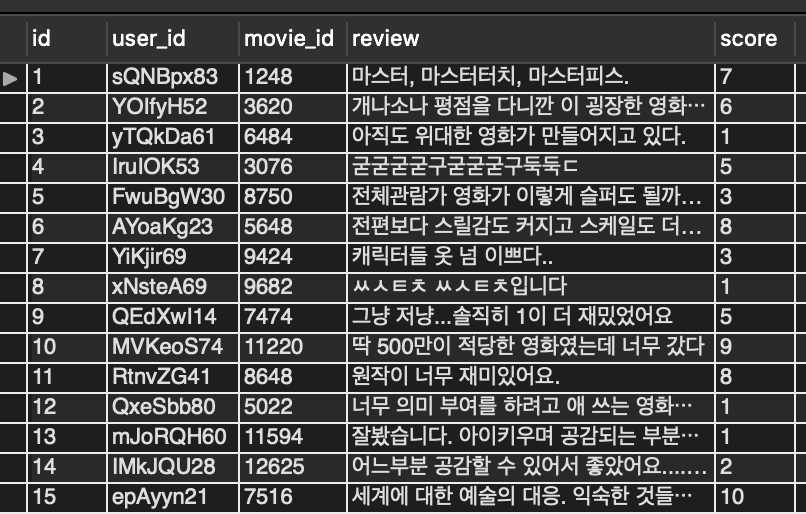 id user_id movie_id review score
1 sQNBpx83 1248 마스터, 마스터터치, 마스터피스. 7
2 YOlfyH52 3620 개나소나 평점을 다니깐 이 굉장한 영화… 6
3 yTQkDa61 6484 아직도 위대한 영화가 만들어지고 있다. 1
4 IruIOK53 3076 굳굳굳굳구굳굳굳구둑둑ㄷ 5
5 FwuBgW30 8750 전체관람가 영화가 이렇게 슬퍼도 될까… 3
6 AYoaKg23 5648 전편보다 스릴감도 커지고 스케일도 더… 8
7 YiKjir69 9424 캐릭터들 옷 넘 이쁘다.. 3
8 xNsteA69 9682 ㅆㅅㅌㅊ ㅆㅅㅌㅊ입니다 1
9 QEdXwI14 7474 그냥 저냥...솔직히 1이 더 재밌었어요 5
10 MVKeoS74 11220 딱 500만이 적당한 영화였는데 너무 갔다 9
11 RtnvZG41 8648 원작이 너무 재미있어요. 8
12 QxeSbb80 5022 너무 의미 부여를 하려고 애 쓰는 영화… 1
13 mJoRQH60 11594 잘봤습니다. 아이키우며 공감되는 부분… 1
14 IMkJQU28 12625 어느부분 공감할 수 있어서 좋았어요....… 2
15 epAyyn21 7516 세계에 대한 예술의 대응. 익숙한 것들… 10